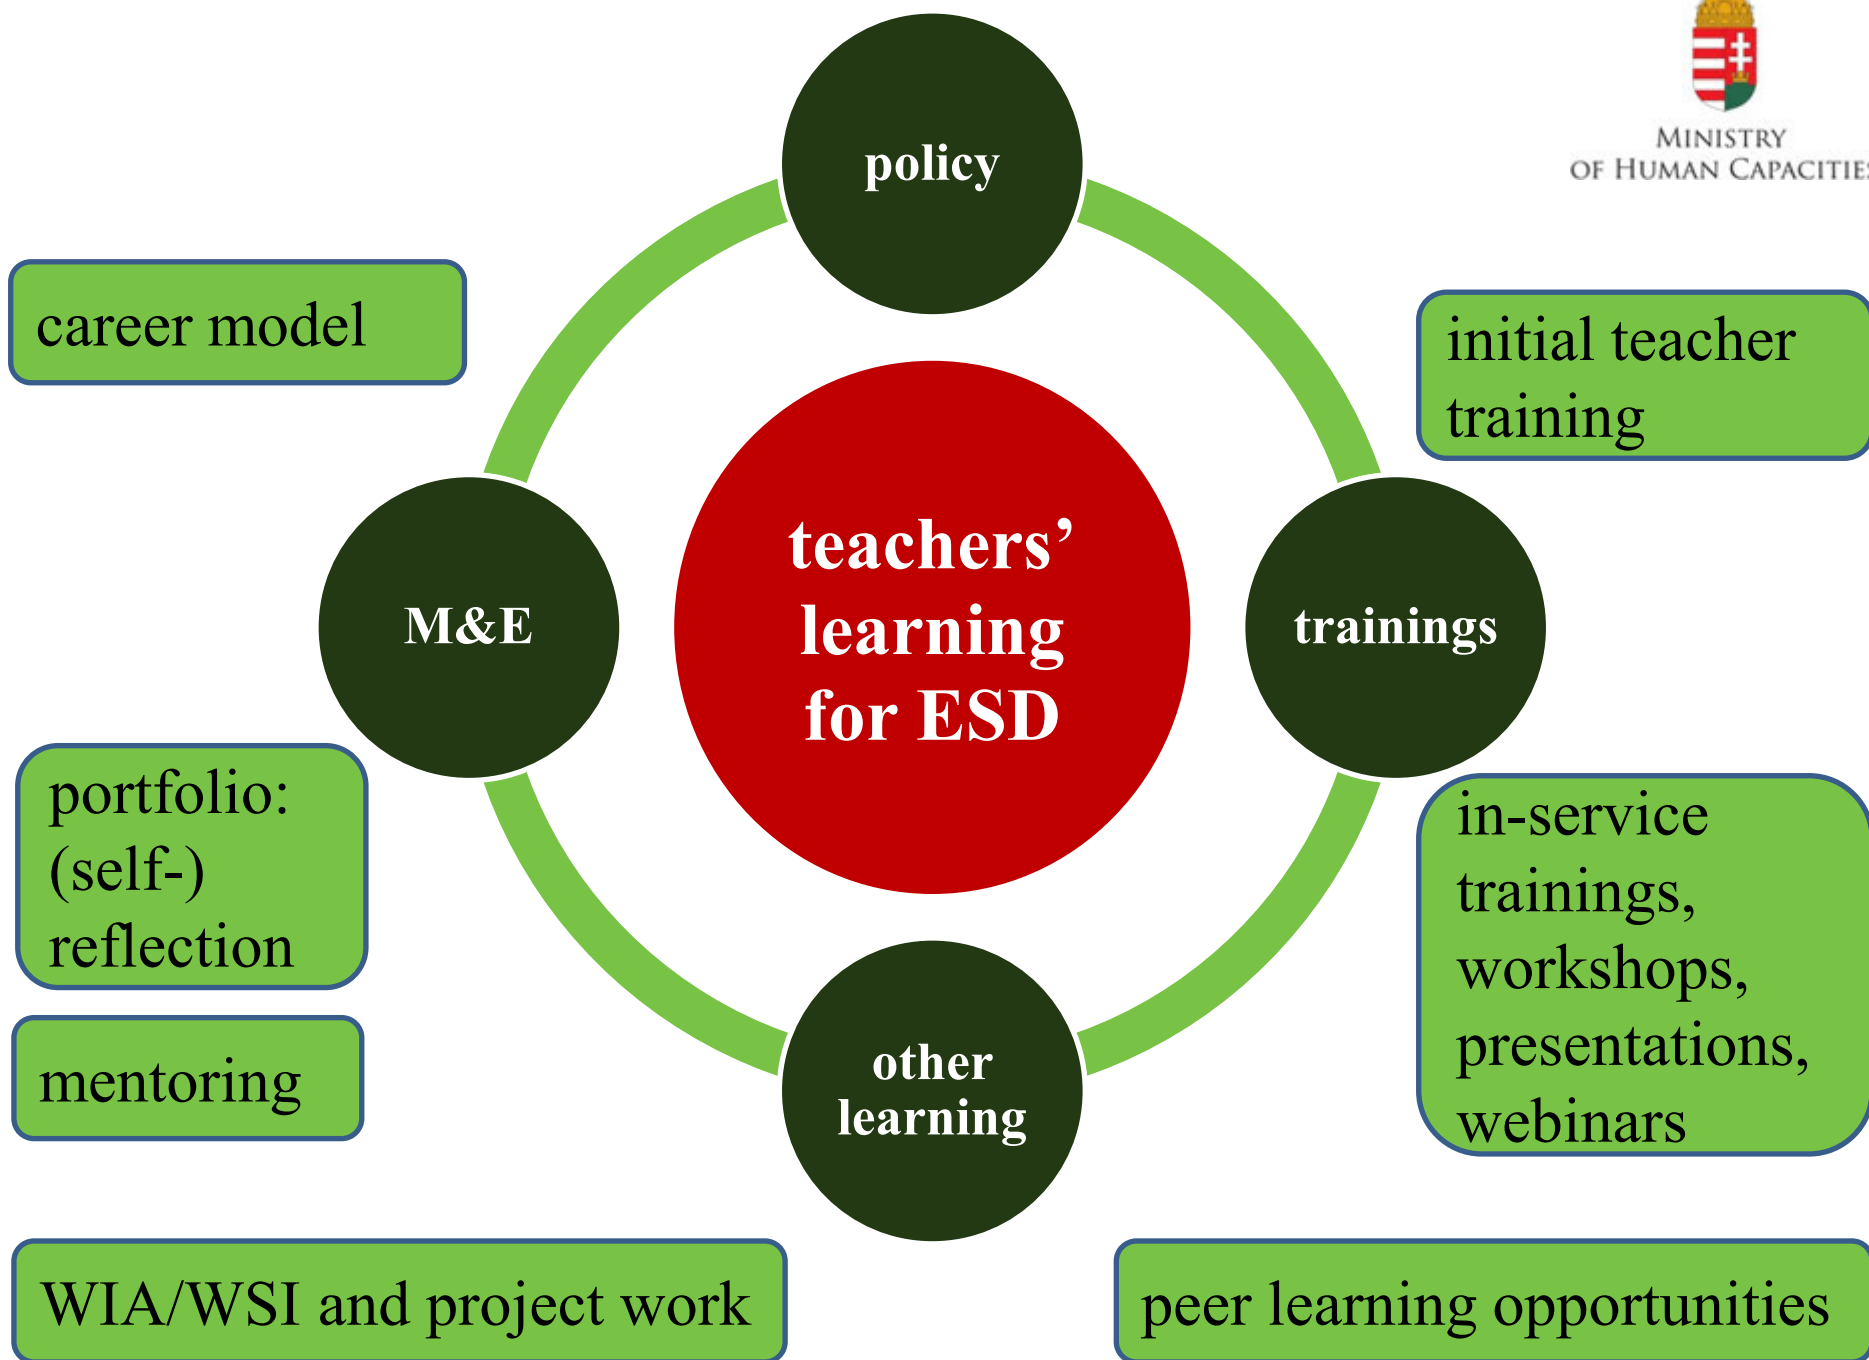 policy
MINISTRY
OF HUMAN CAPACITIES
career model
initial teacher
training
teachers’
learning
for ESD
M&E
trainings
portfolio:
(self-)
reflection
in-service
trainings,
workshops,
presentations,
webinars
mentoring
other
learning
WIA/WSI and project work
peer learning opportunities